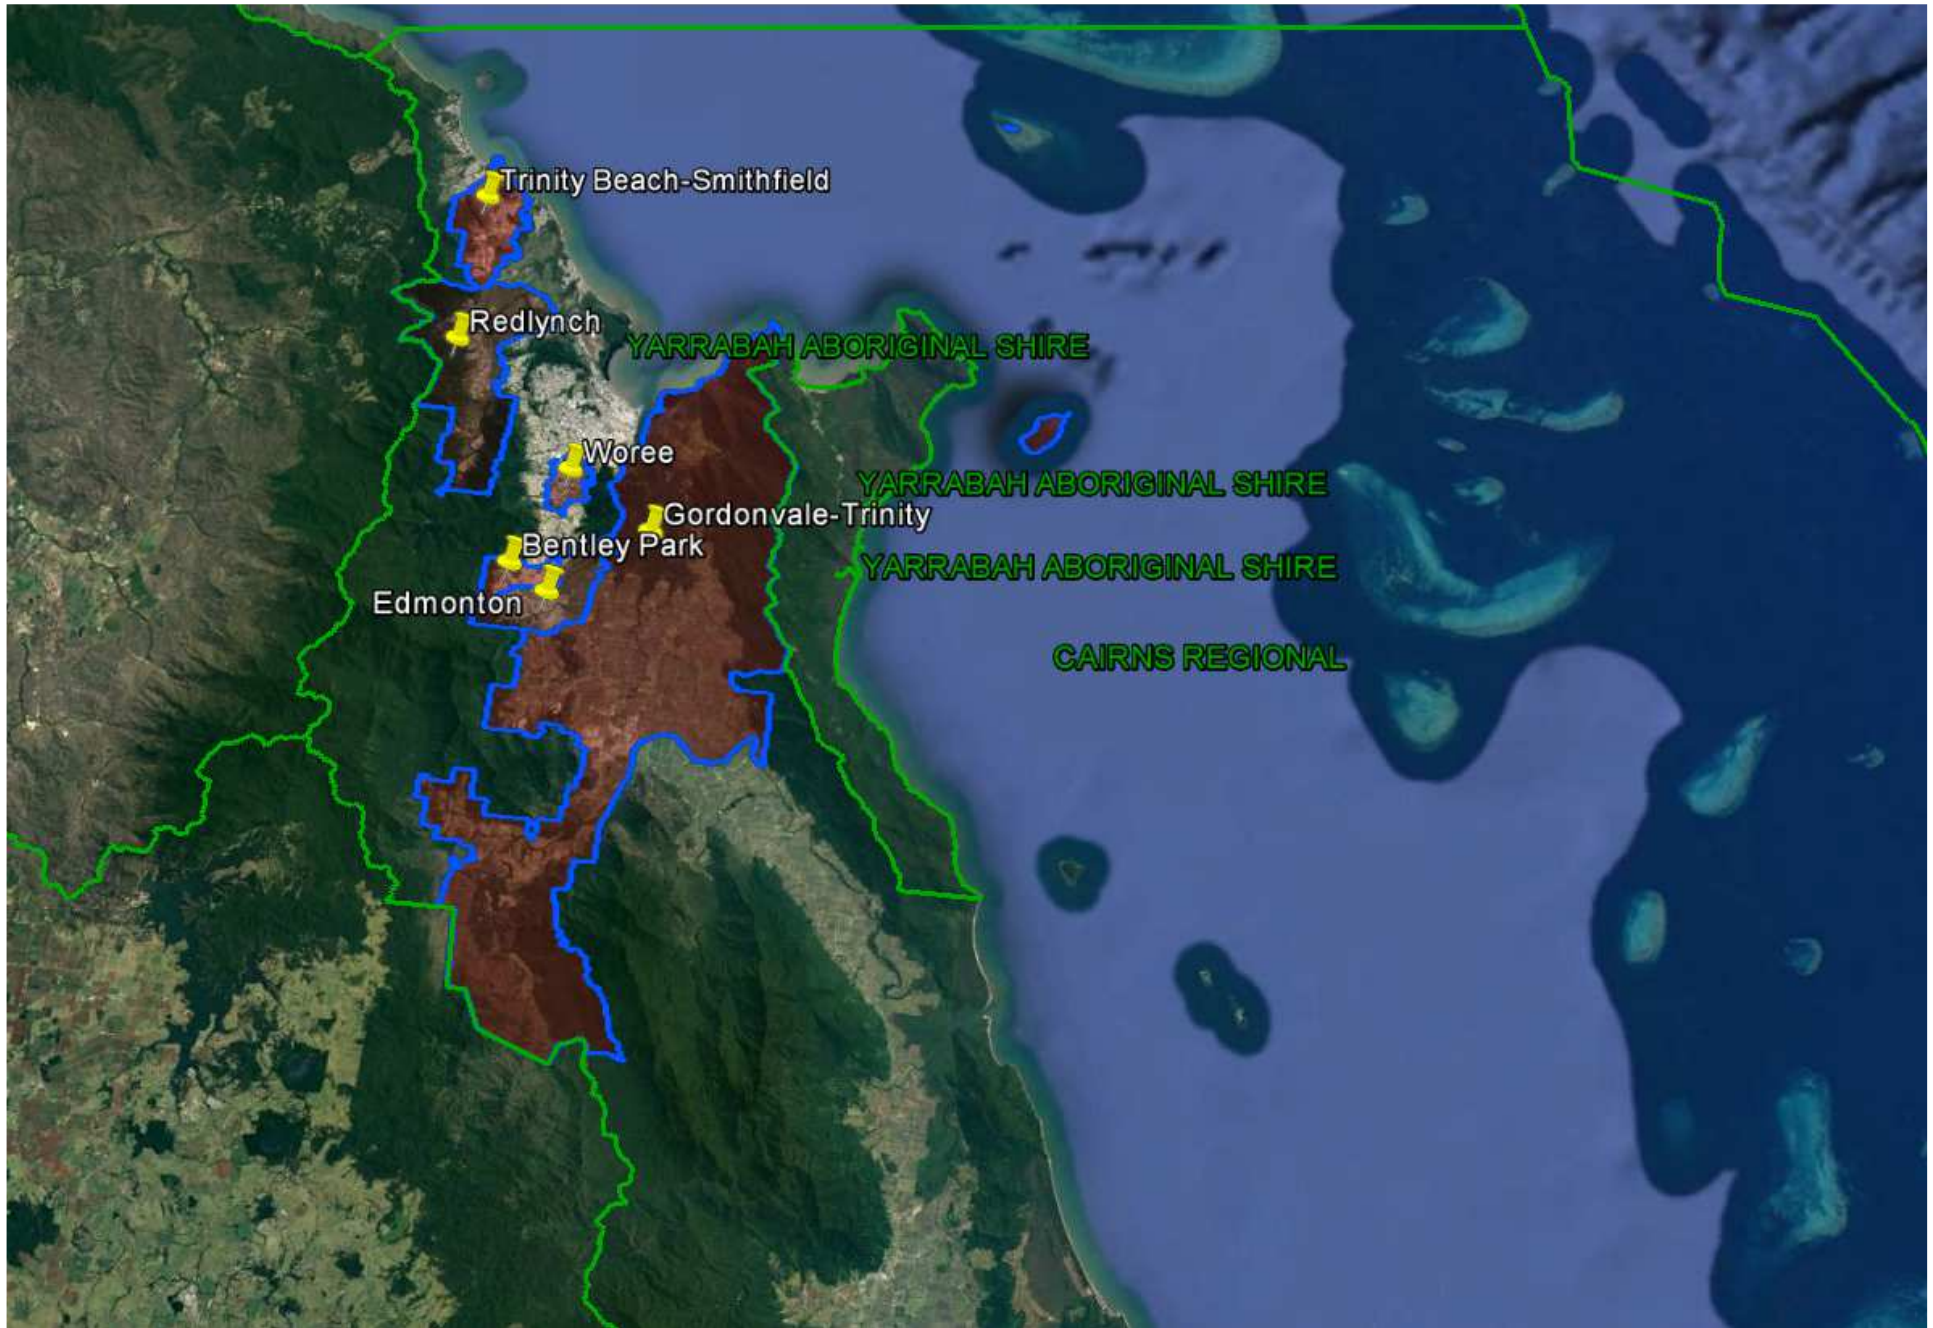 Trinity Beach-Smithfield
Redlynch
YARRABAH ABORIGINAL SHIRE
Woree
YARRABAH ABORIGINAL SHIRE
Gordonvale-Trinity
Bentley Park
YARRABAH ABORIGINAL SHIRE
Edmonton
CAIRNS REGIONAL